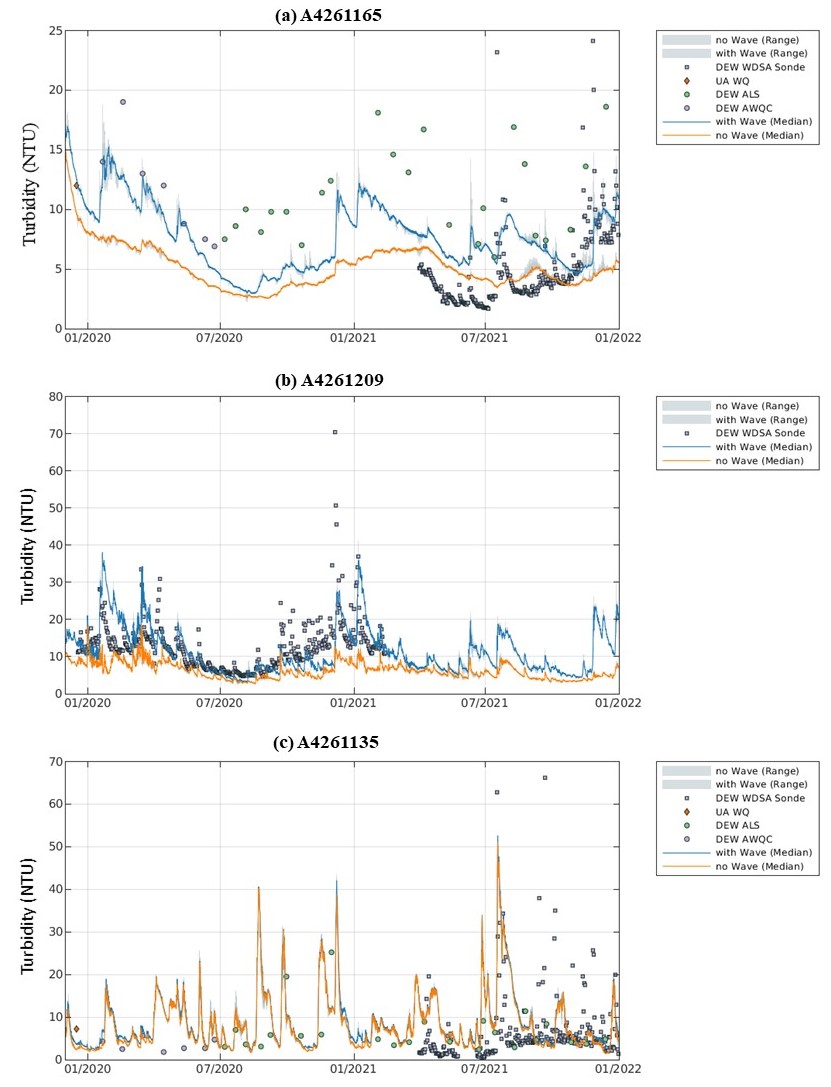 (a) A4261165
Turbidity (NTU)
25
20
15
10
5
0
01/2020
07/2020
01/2021
07/2021
01/2022
no Wave (Range)
with Wave (Range)
DEW WDSA Sonde
UA WQ
DEW ALS
DEW AWQC
with Wave (Median)
no Wave (Median)
(b) A4261209
Turbidity (NTU)
80
70
60
50
40
30
20
10
0
01/2020
07/2020
01/2021
07/2021
01/2022
no Wave (Range)
with Wave (Range)
DEW WDSA Sonde
with Wave (Median)
no Wave (Median)
(c) A4261135
Turbidity (NTU)
70
60
50
40
30
20
10
0
01/2020
07/2020
01/2021
07/2021
01/2022
no Wave (Range)
with Wave (Range)
DEW WDSA Sonde
UA WQ
DEW ALS
DEW AWQC
with Wave (Median)
no Wave (Median)